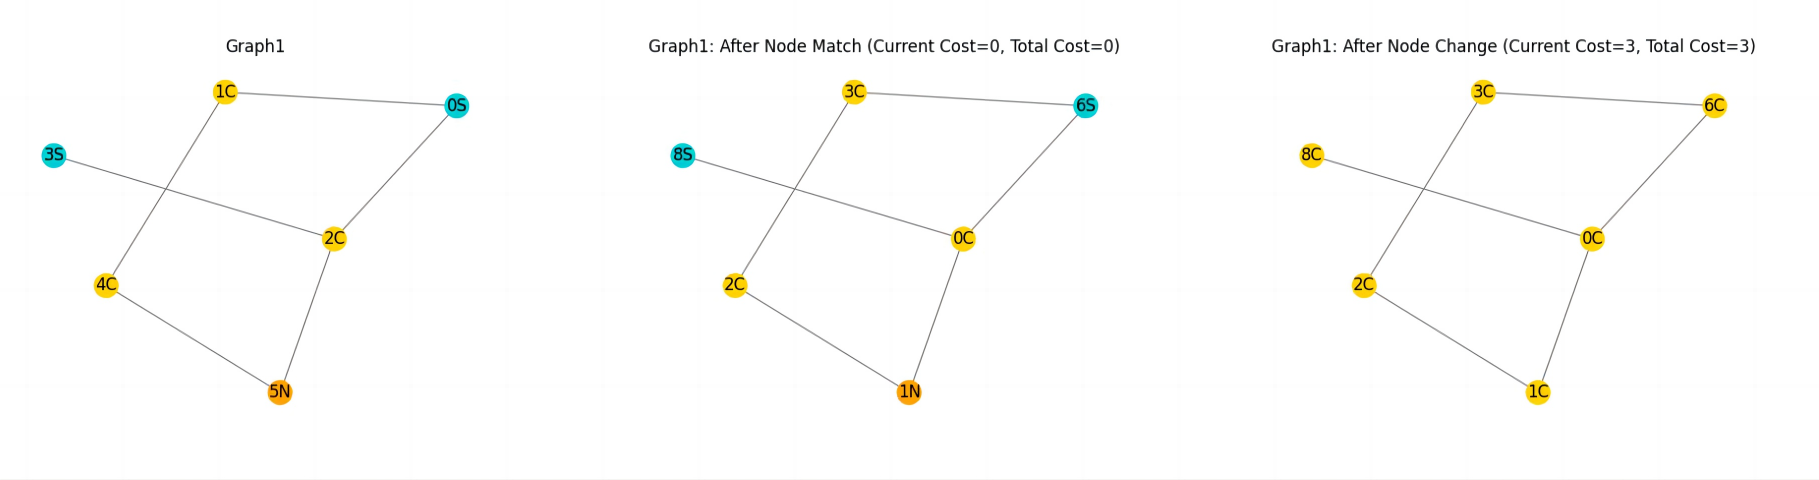 Graph1
1C
0S
3S
2C
4C
5N
Graph1: After Node Match (Current Cost=0, Total Cost=0)
3C
6S
8S
0C
2C
1N
Graph1: After Node Change (Current Cost=3, Total Cost=3)
3C
6C
8C
0C
2C
1C